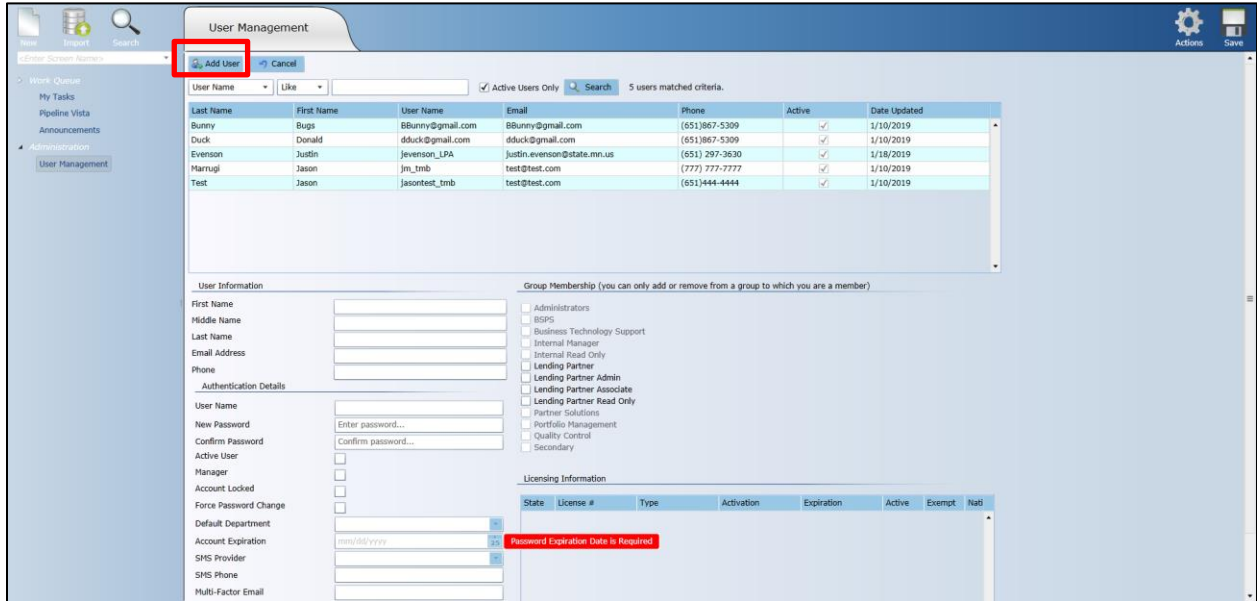 New Import Search
User Management
Actions Save
<Enter Screen Name>
Add User Cancel
Work Queue
My Tasks
Pipeline Vista
Announcements
Administration
User Management
User Name Like Active Users Only Search 5 users matched criteria.
Last Name First Name User Name Email Phone Active Date Updated
Bunny Bugs BBunny@gmail.com BBunny@gmail.com (651)867-5309 1/10/2019
Duck Donald dduck@gmail.com dduck@gmail.com (651)867-5309 1/10/2019
Evenson Justin jevenson_LPA justin.evenson@state.mn.us (651) 297-3630 1/18/2019
Marrugi Jason jm_tmb test@test.com (777) 777-7777 1/10/2019
Test Jason jasontest_tmb test@test.com (651)444-4444 1/10/2019
User Information
First Name
Middle Name
Last Name
Email Address
Phone
Authentication Details
User Name
New Password Enter password...
Confirm Password Confirm password...
Active User
Manager
Account Locked
Force Password Change
Default Department
Account Expiration mm/dd/yyyy 15 Password Expiration Date is Required
SMS Provider
SMS Phone
Multi-Factor Email
Group Membership (you can only add or remove from a group to which you are a member)
Administrators
BSPS
Business Technology Support
Internal Manager
Internal Read Only
Lending Partner
Lending Partner Admin
Lending Partner Associate
Lending Partner Read Only
Partner Solutions
Portfolio Management
Quality Control
Secondary
Licensing Information
State License # Type Activation Expiration Active Exempt Nati